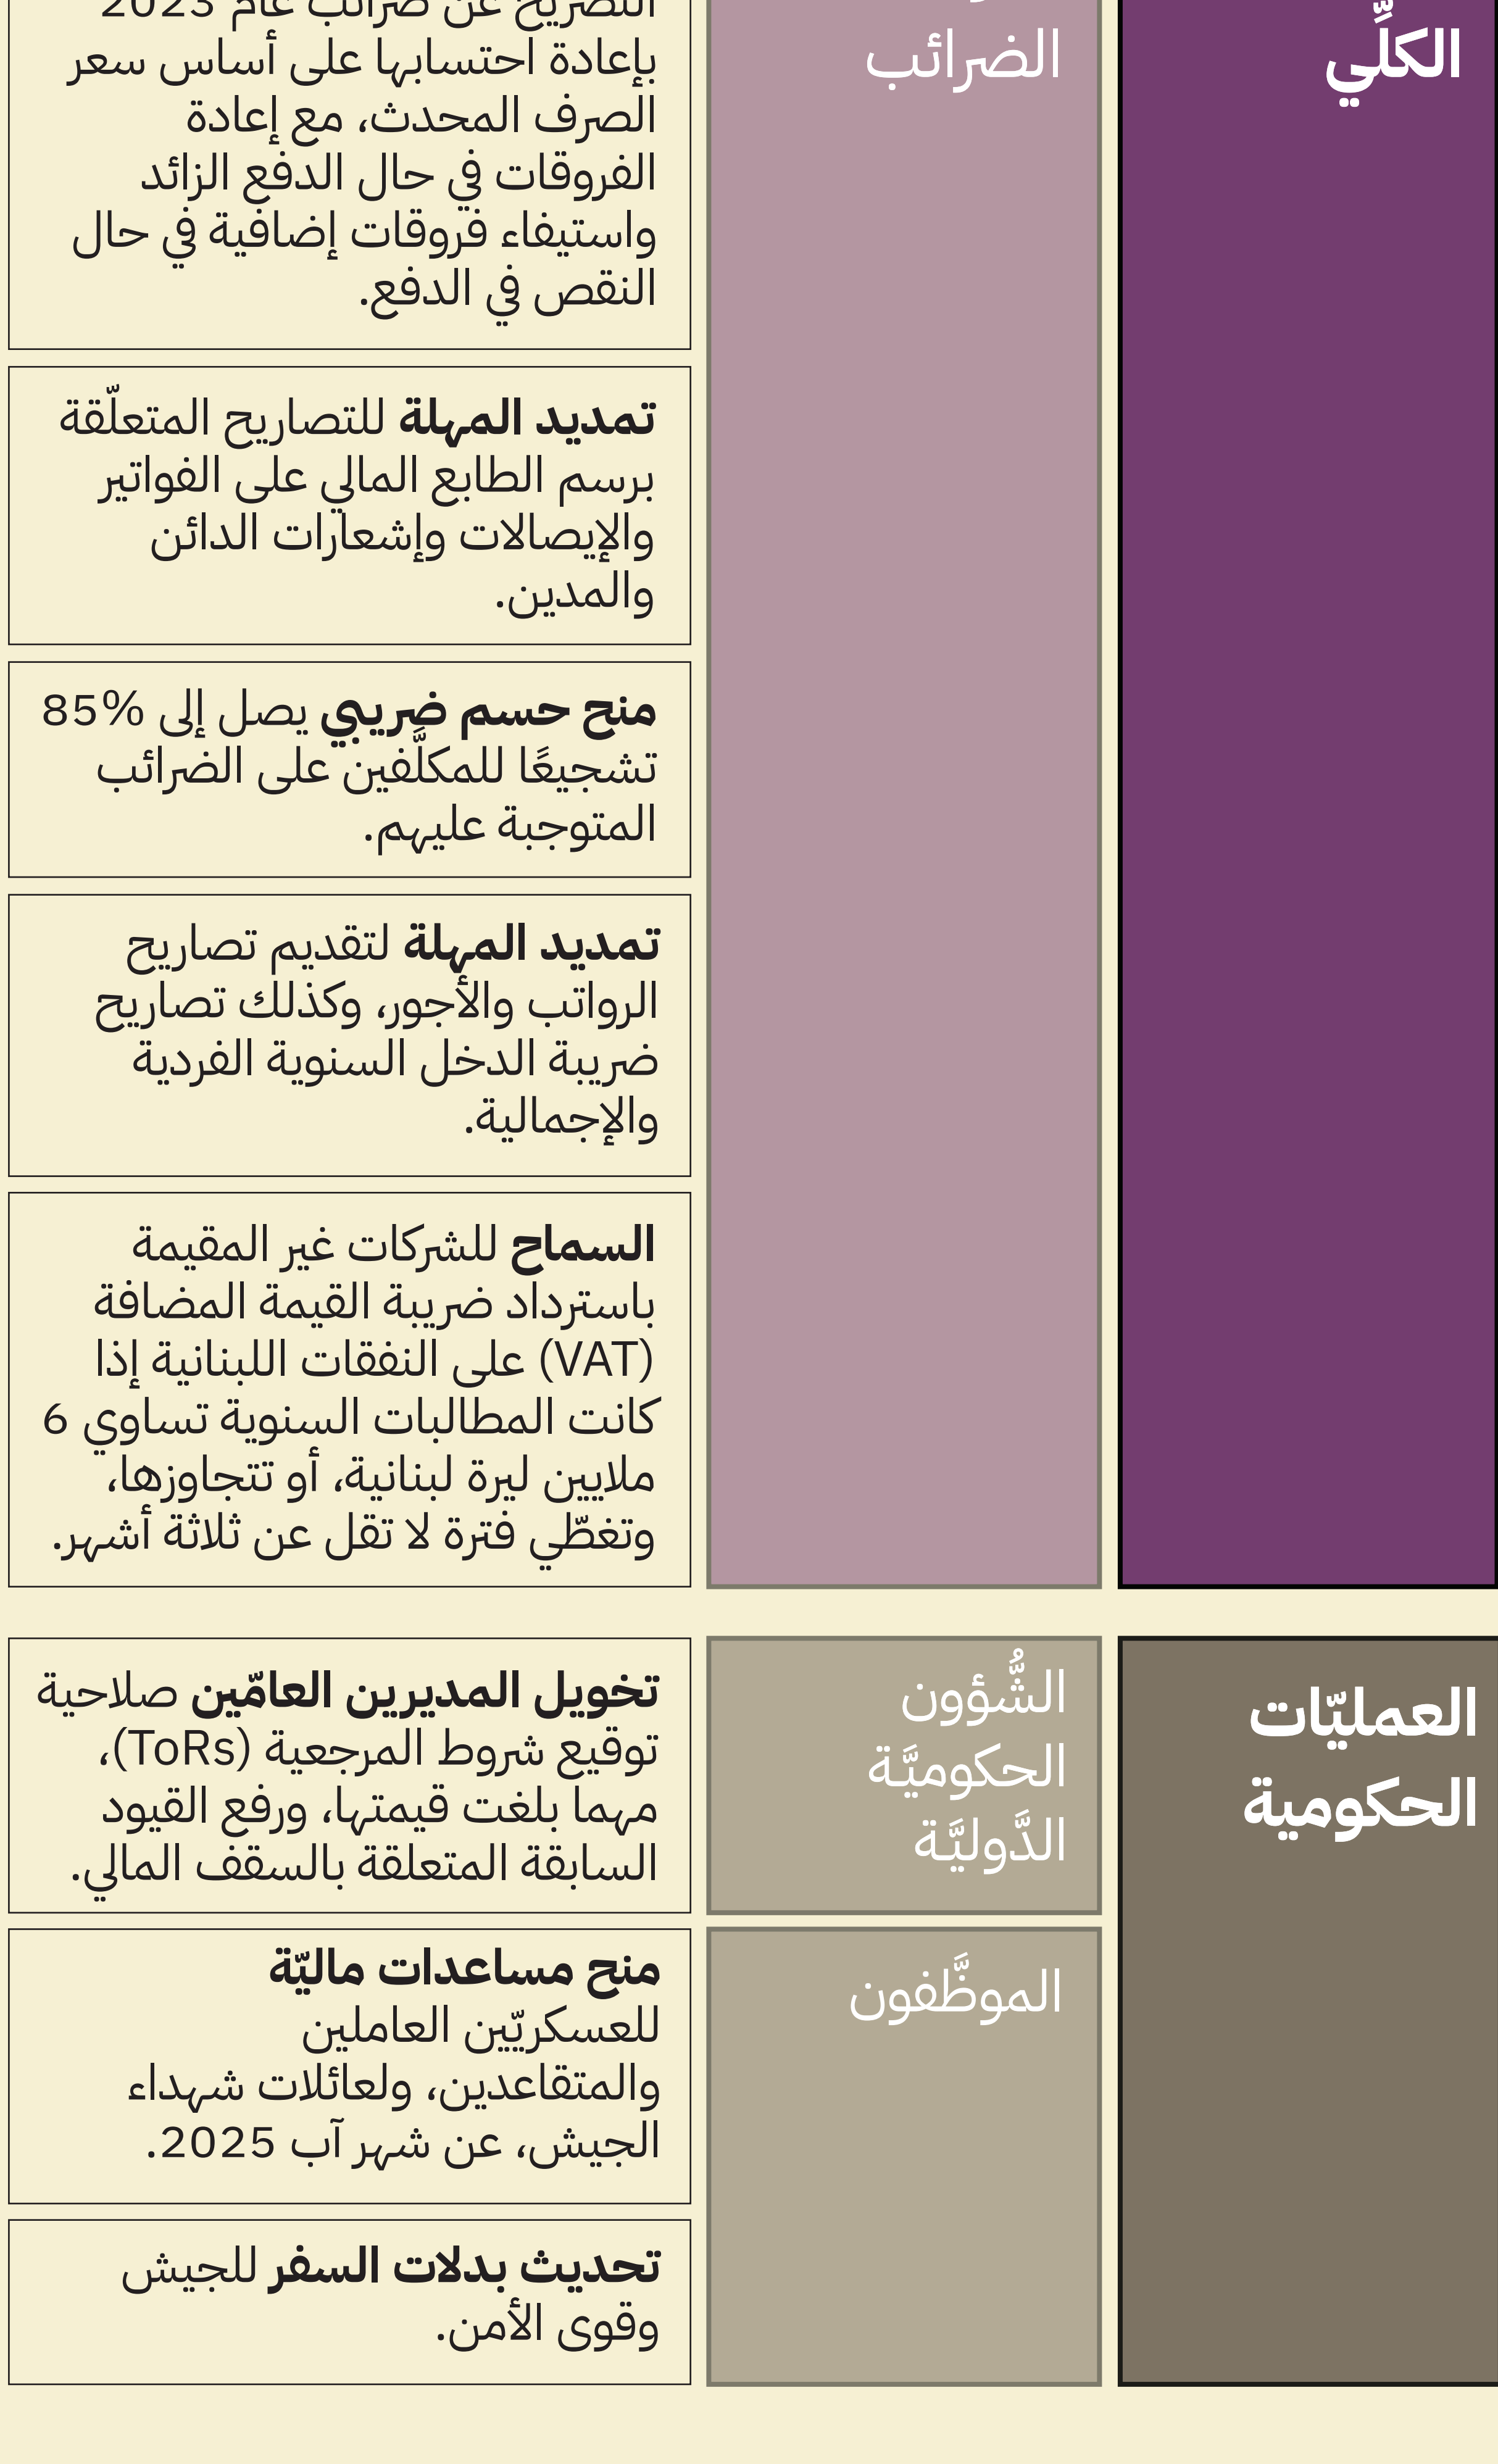 الكلِّي
الضرائب
التصريح عن ضرائب عام 2023
بإعادة احتسابها على أساس سعر
الصرف المحدث، مع إعادة
الفروقات في حال الدفع الزائد
واستيفاء فروقات إضافية في حال
النقص في الدفع.
تمديد المهلة للتصاريح المتعلّقة
برسم الطابع المالي على الفواتير
والإيصالات وإشعارات الدائن
والمدين.
منح حسم ضريبي يصل إلى 85%
تشجيعًا للمكلَّفين على الضرائب
المتوجبة عليهم.
تمديد المهلة لتقديم تصاريح
الرواتب والأجور، وكذلك تصاريح
ضريبة الدخل السنوية الفردية
والإجمالية.
السماح للشركات غير المقيمة
باسترداد ضريبة القيمة المضافة
(VAT) على النفقات اللبنانية إذا
كانت المطالبات السنوية تساوي 6
ملايين ليرة لبنانية، أو تتجاوزها،
وتغطّي فترة لا تقل عن ثلاثة أشهر.
العمليّات
الحكومية
الشُّؤون
الحكوميَّة
الدَّوليَّة
تخويل المديرين العامّين صلاحية
توقيع شروط المرجعية (ToRs)،
مهما بلغت قيمتها، ورفع القيود
السابقة المتعلقة بالسقف المالي.
الموظَّفون
منح مساعدات ماليّة
للعسكريّين العاملين
والمتقاعدين، ولعائلات شهداء
الجيش، عن شهر آب 2025.
تحديث بدلات السفر للجيش
وقوى الأمن.